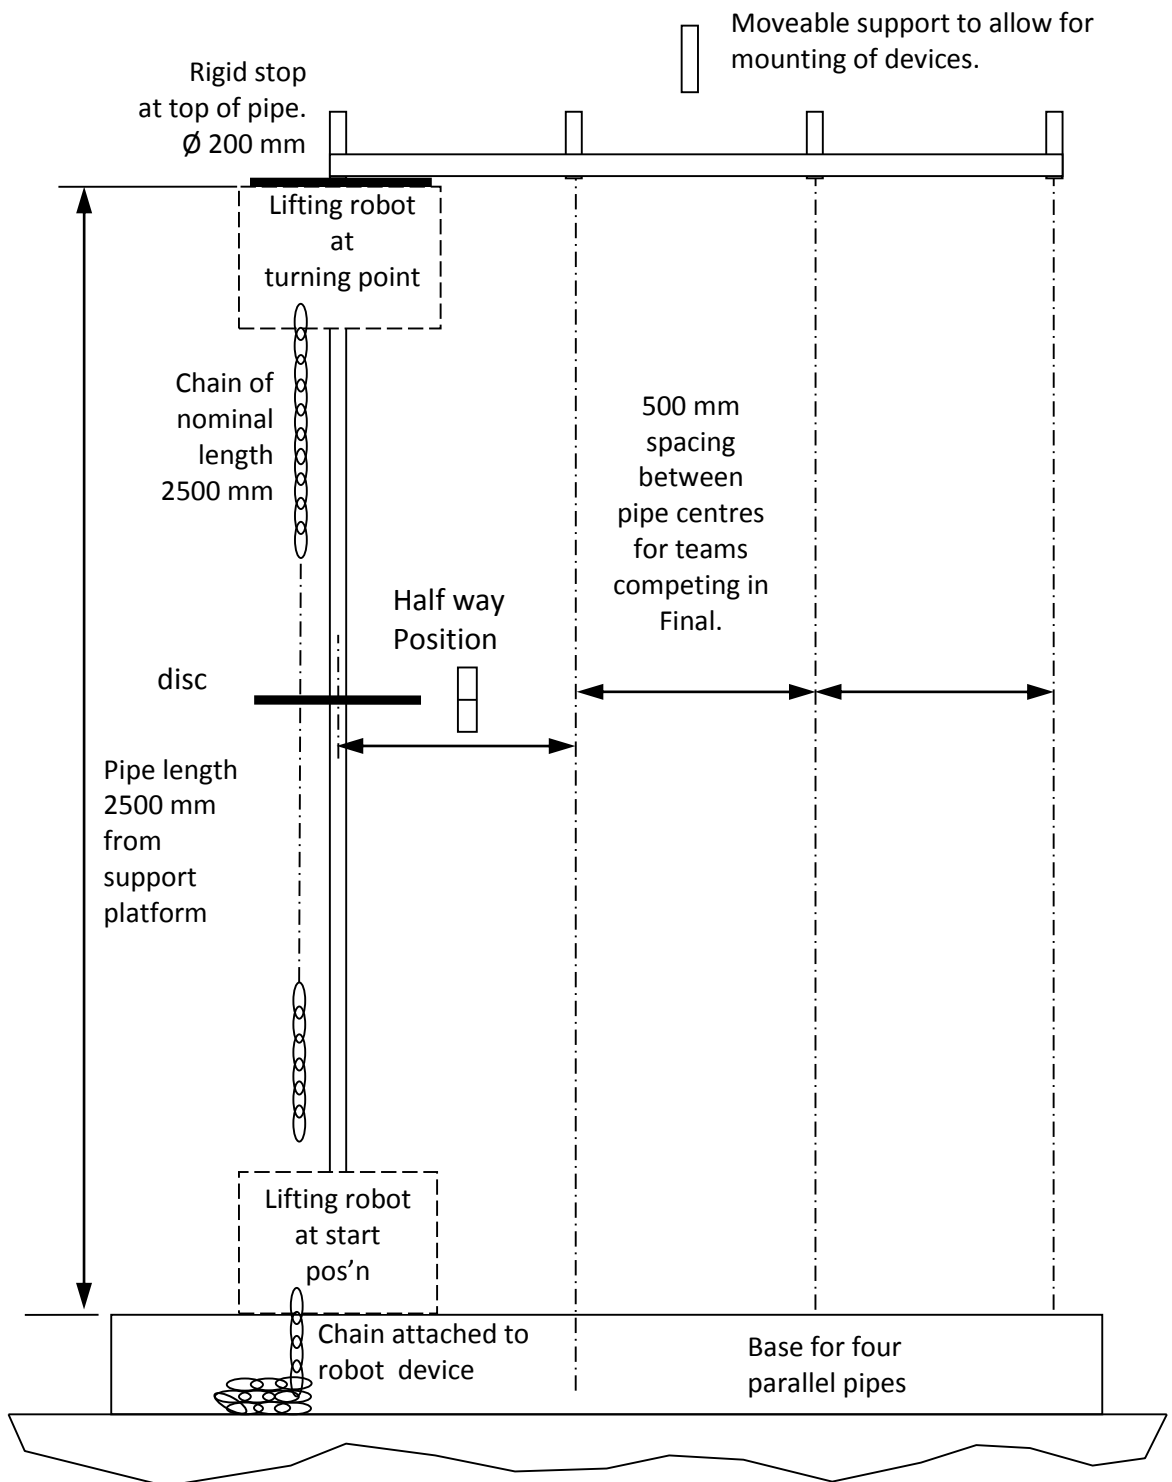 Moveable support to allow for
mounting of devices.
Rigid stop
at top of pipe.
Ø 200 mm
Lifting robot
at
turning point
Chain of
nominal
length
2500 mm
500 mm
spacing
between
pipe centres
for teams
competing in
Final.
Half way
Position
disc
Pipe length
2500 mm
from
support
platform
Lifting robot
at start
pos’n
Chain attached to
robot  device
Base for four
parallel pipes